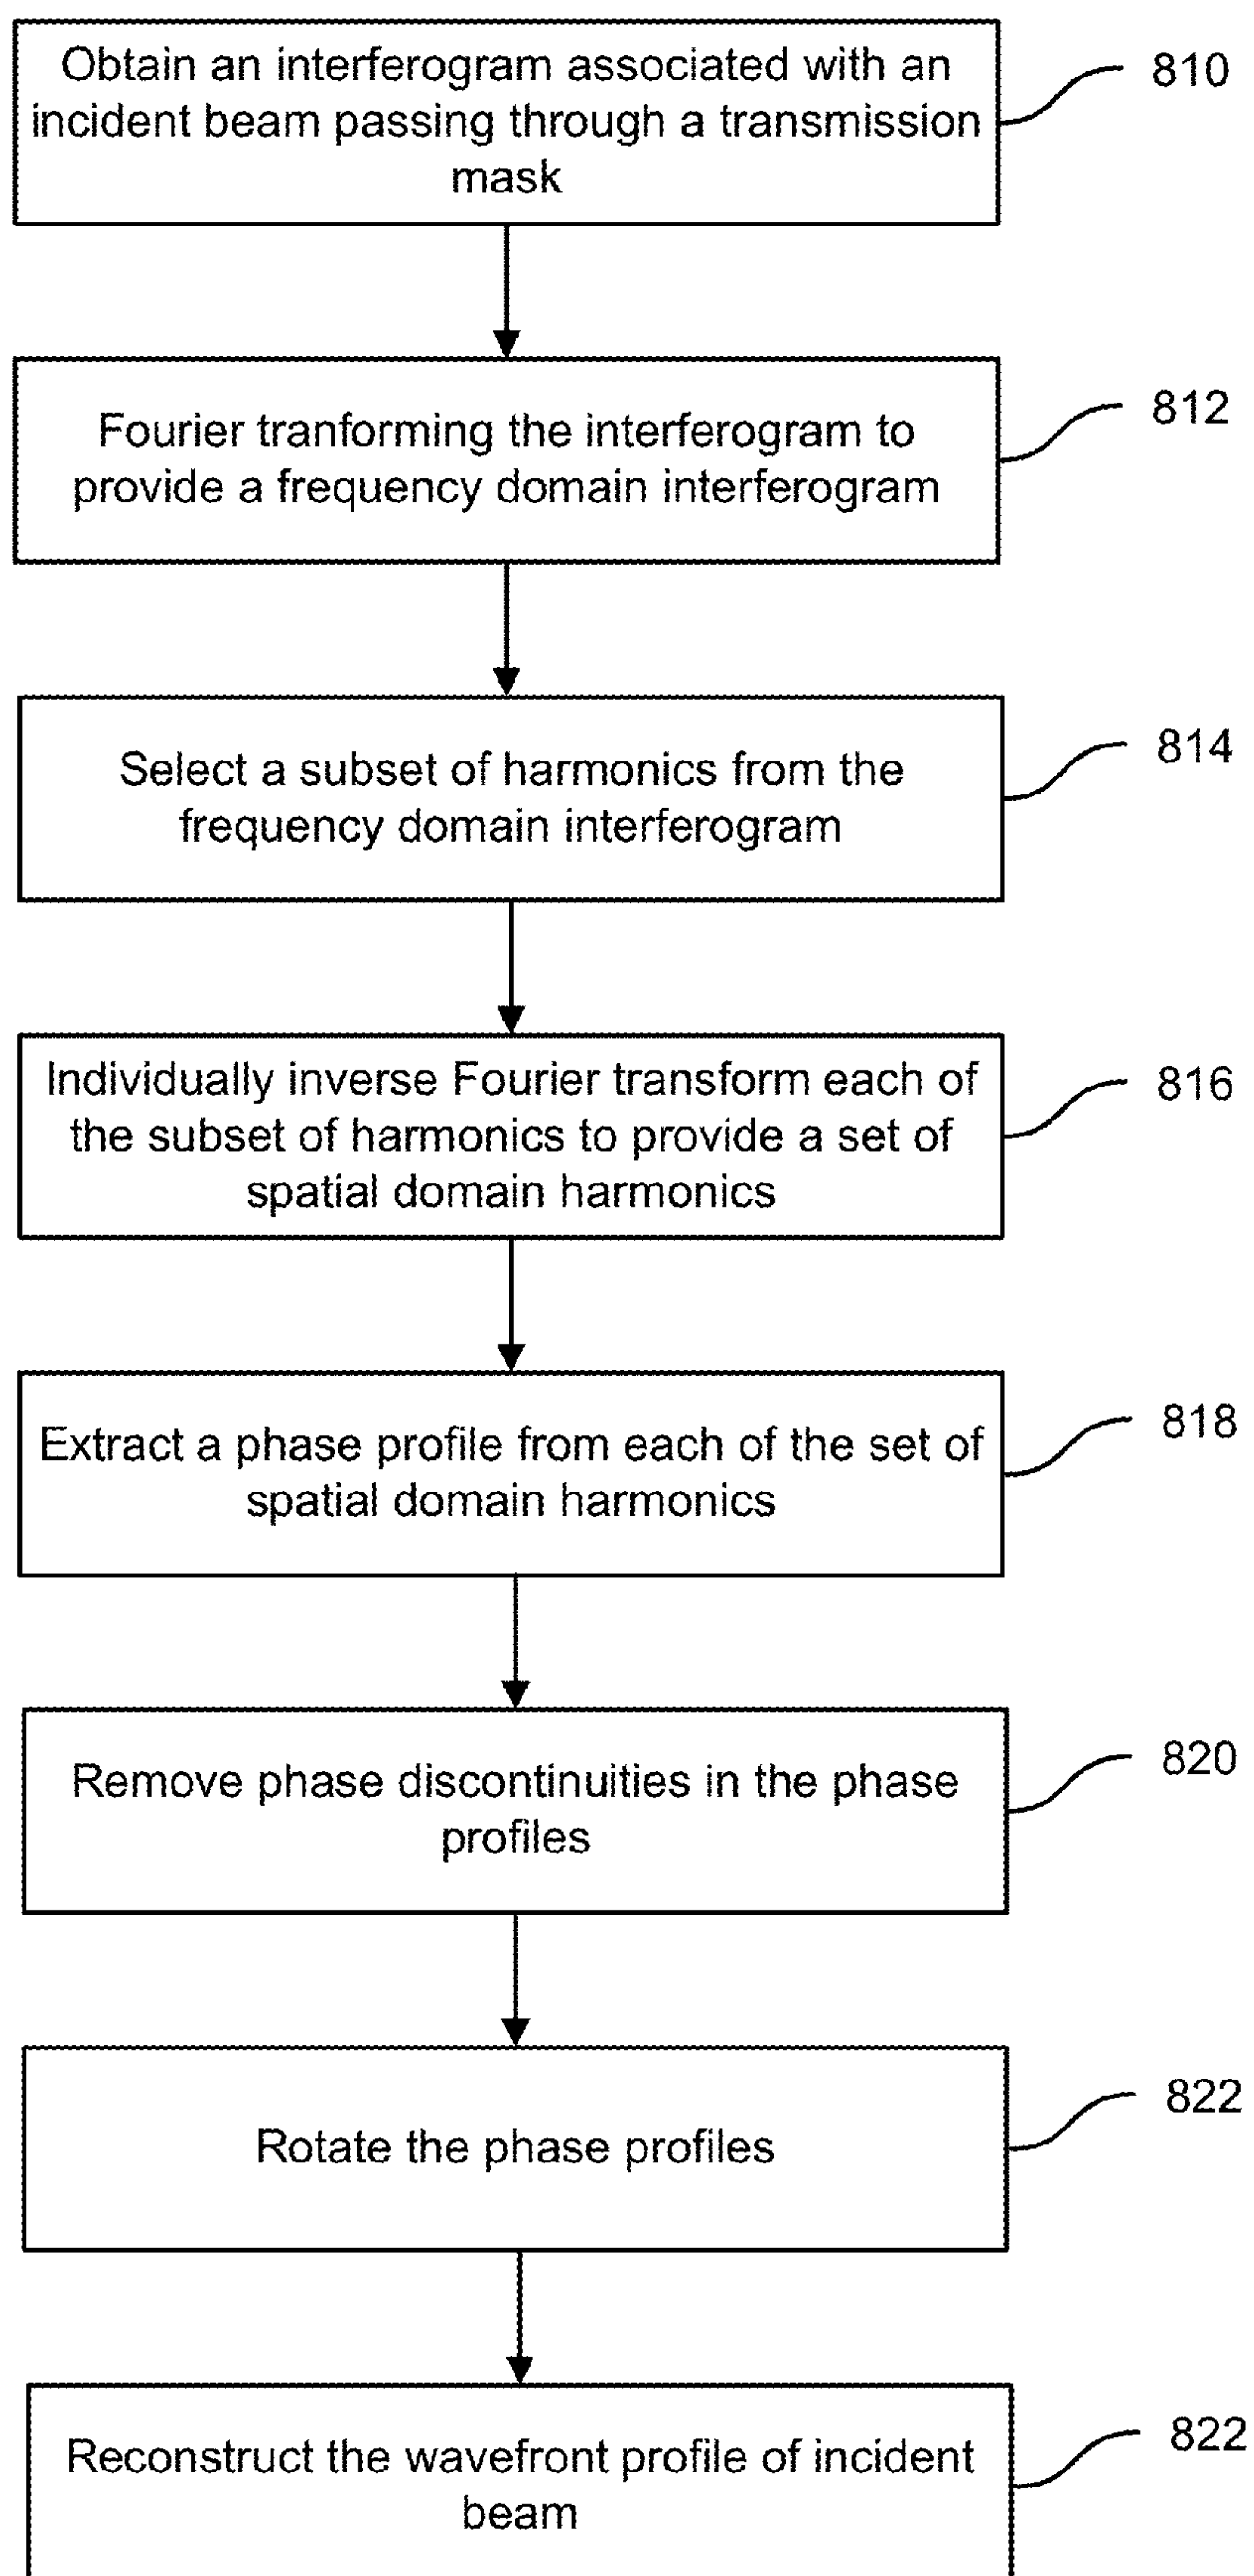 Obtain an interferogram associated with an
incident beam passing through a transmission
mask
810
Fourier tranforming the interferogram to
provide a frequency domain interferogram
812
Select a subset of harmonics from the
frequency domain interferogram
814
Individually inverse Fourier transform each of
the subset of harmonics to provide a set of
spatial domain harmonics
816
Extract a phase profile from each of the set of
spatial domain harmonics
818
Remove phase discontinuities in the phase
profiles
820
Rotate the phase profiles
822
Reconstruct the wavefront profile of incident
beam
822